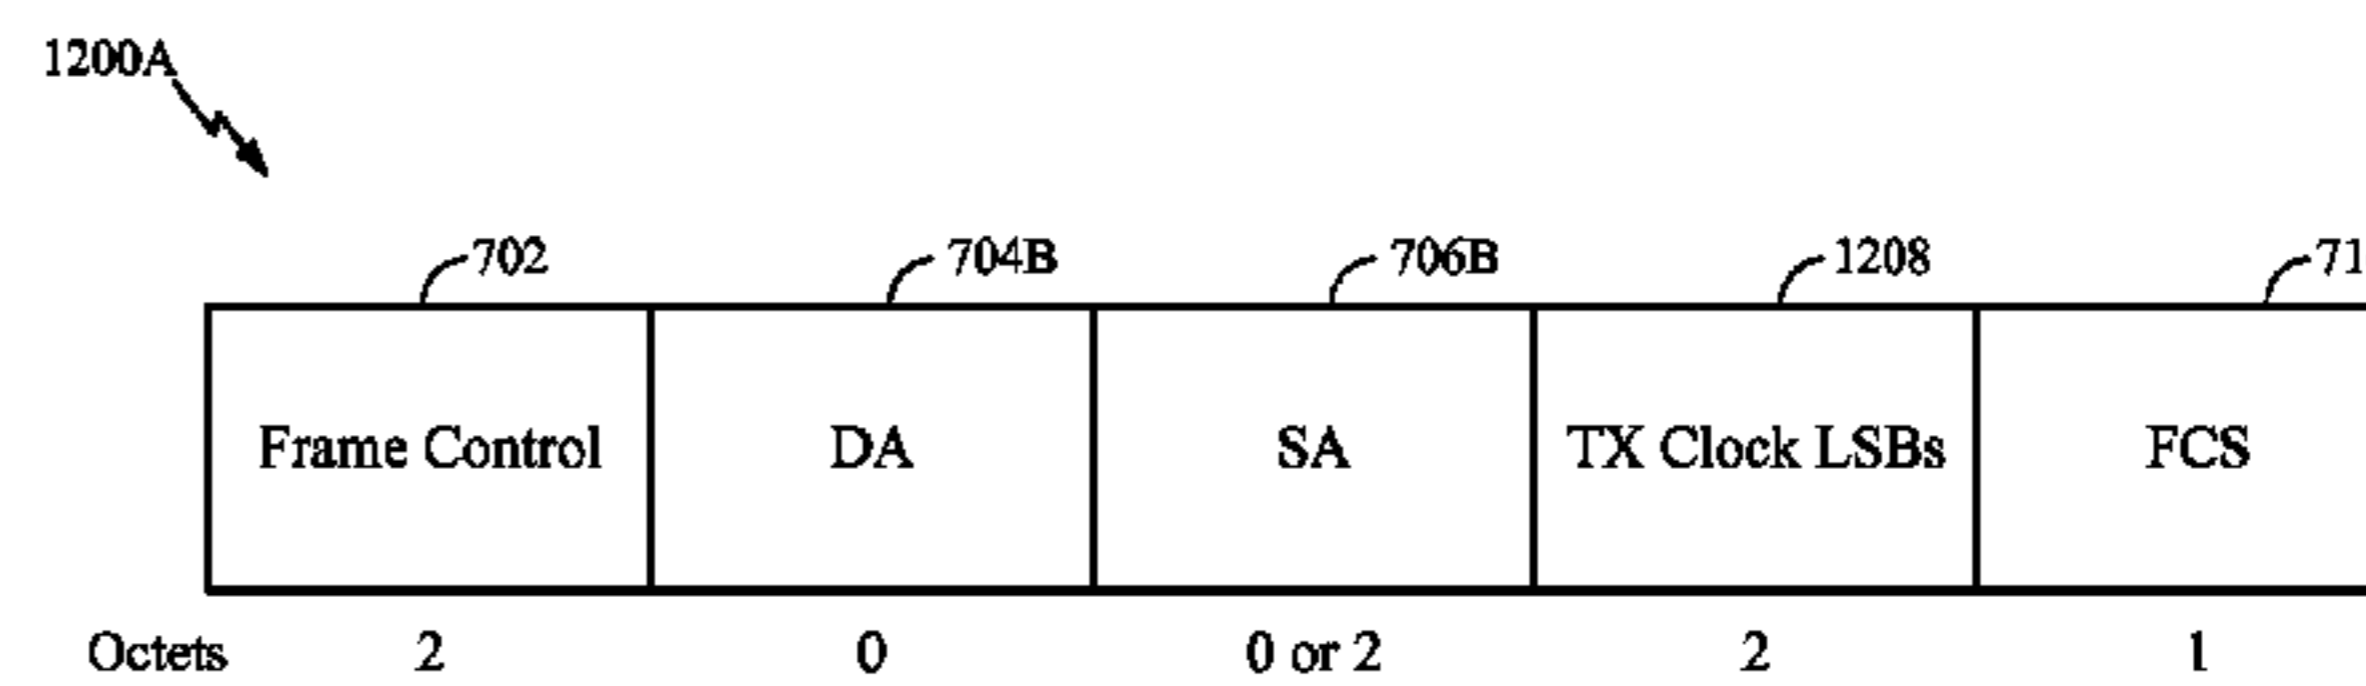 1200A
702 704B 706B 1208 71
Frame Control DA SA TX Clock LSBs FCS
Octets 2 0 0 or 2 2 1